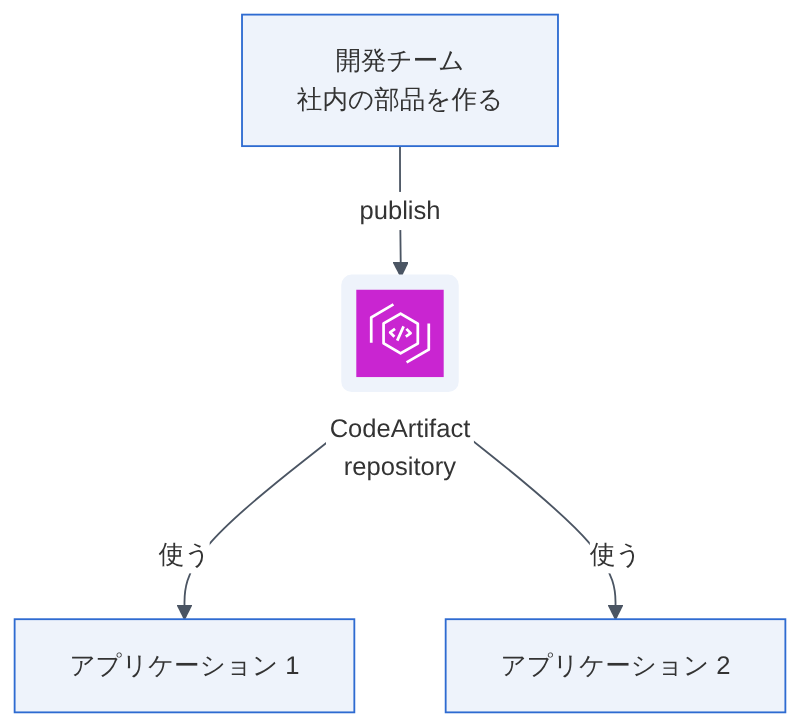 開発チーム
社内の部品を作る
publish
CodeArtifact
repository
使う
使う
アプリケーション 1
アプリケーション 2